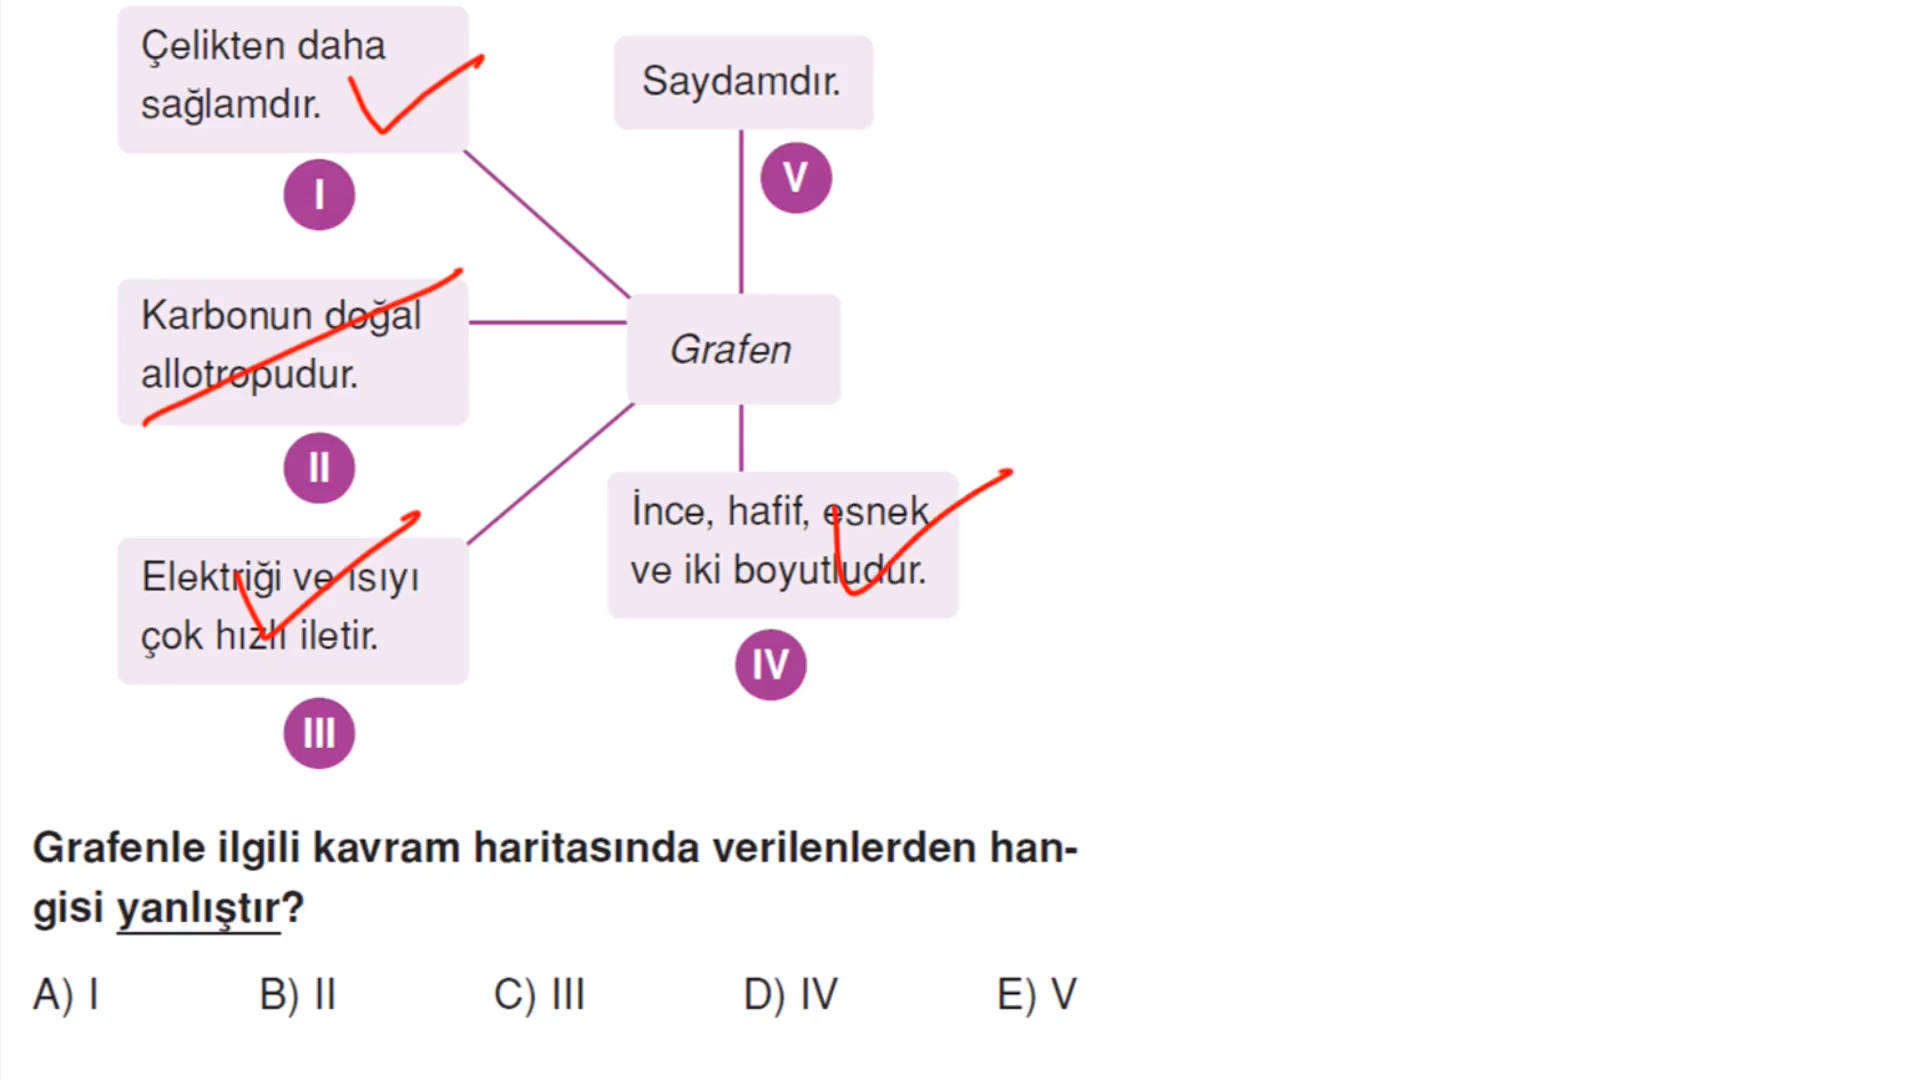 Çelikten daha
sağlamdır.
I
Saydamdır.
V
Karbonun doğal
allotropudur.
II
Grafen
Elektriği ve ısıyı
çok hızlı iletir.
III
İnce, hafif, esnek
ve iki boyutludur.
IV
Grafenle ilgili kavram haritasında verilenlerden han-
gisi yanlıştır?
A) I B) II C) III D) IV E) V